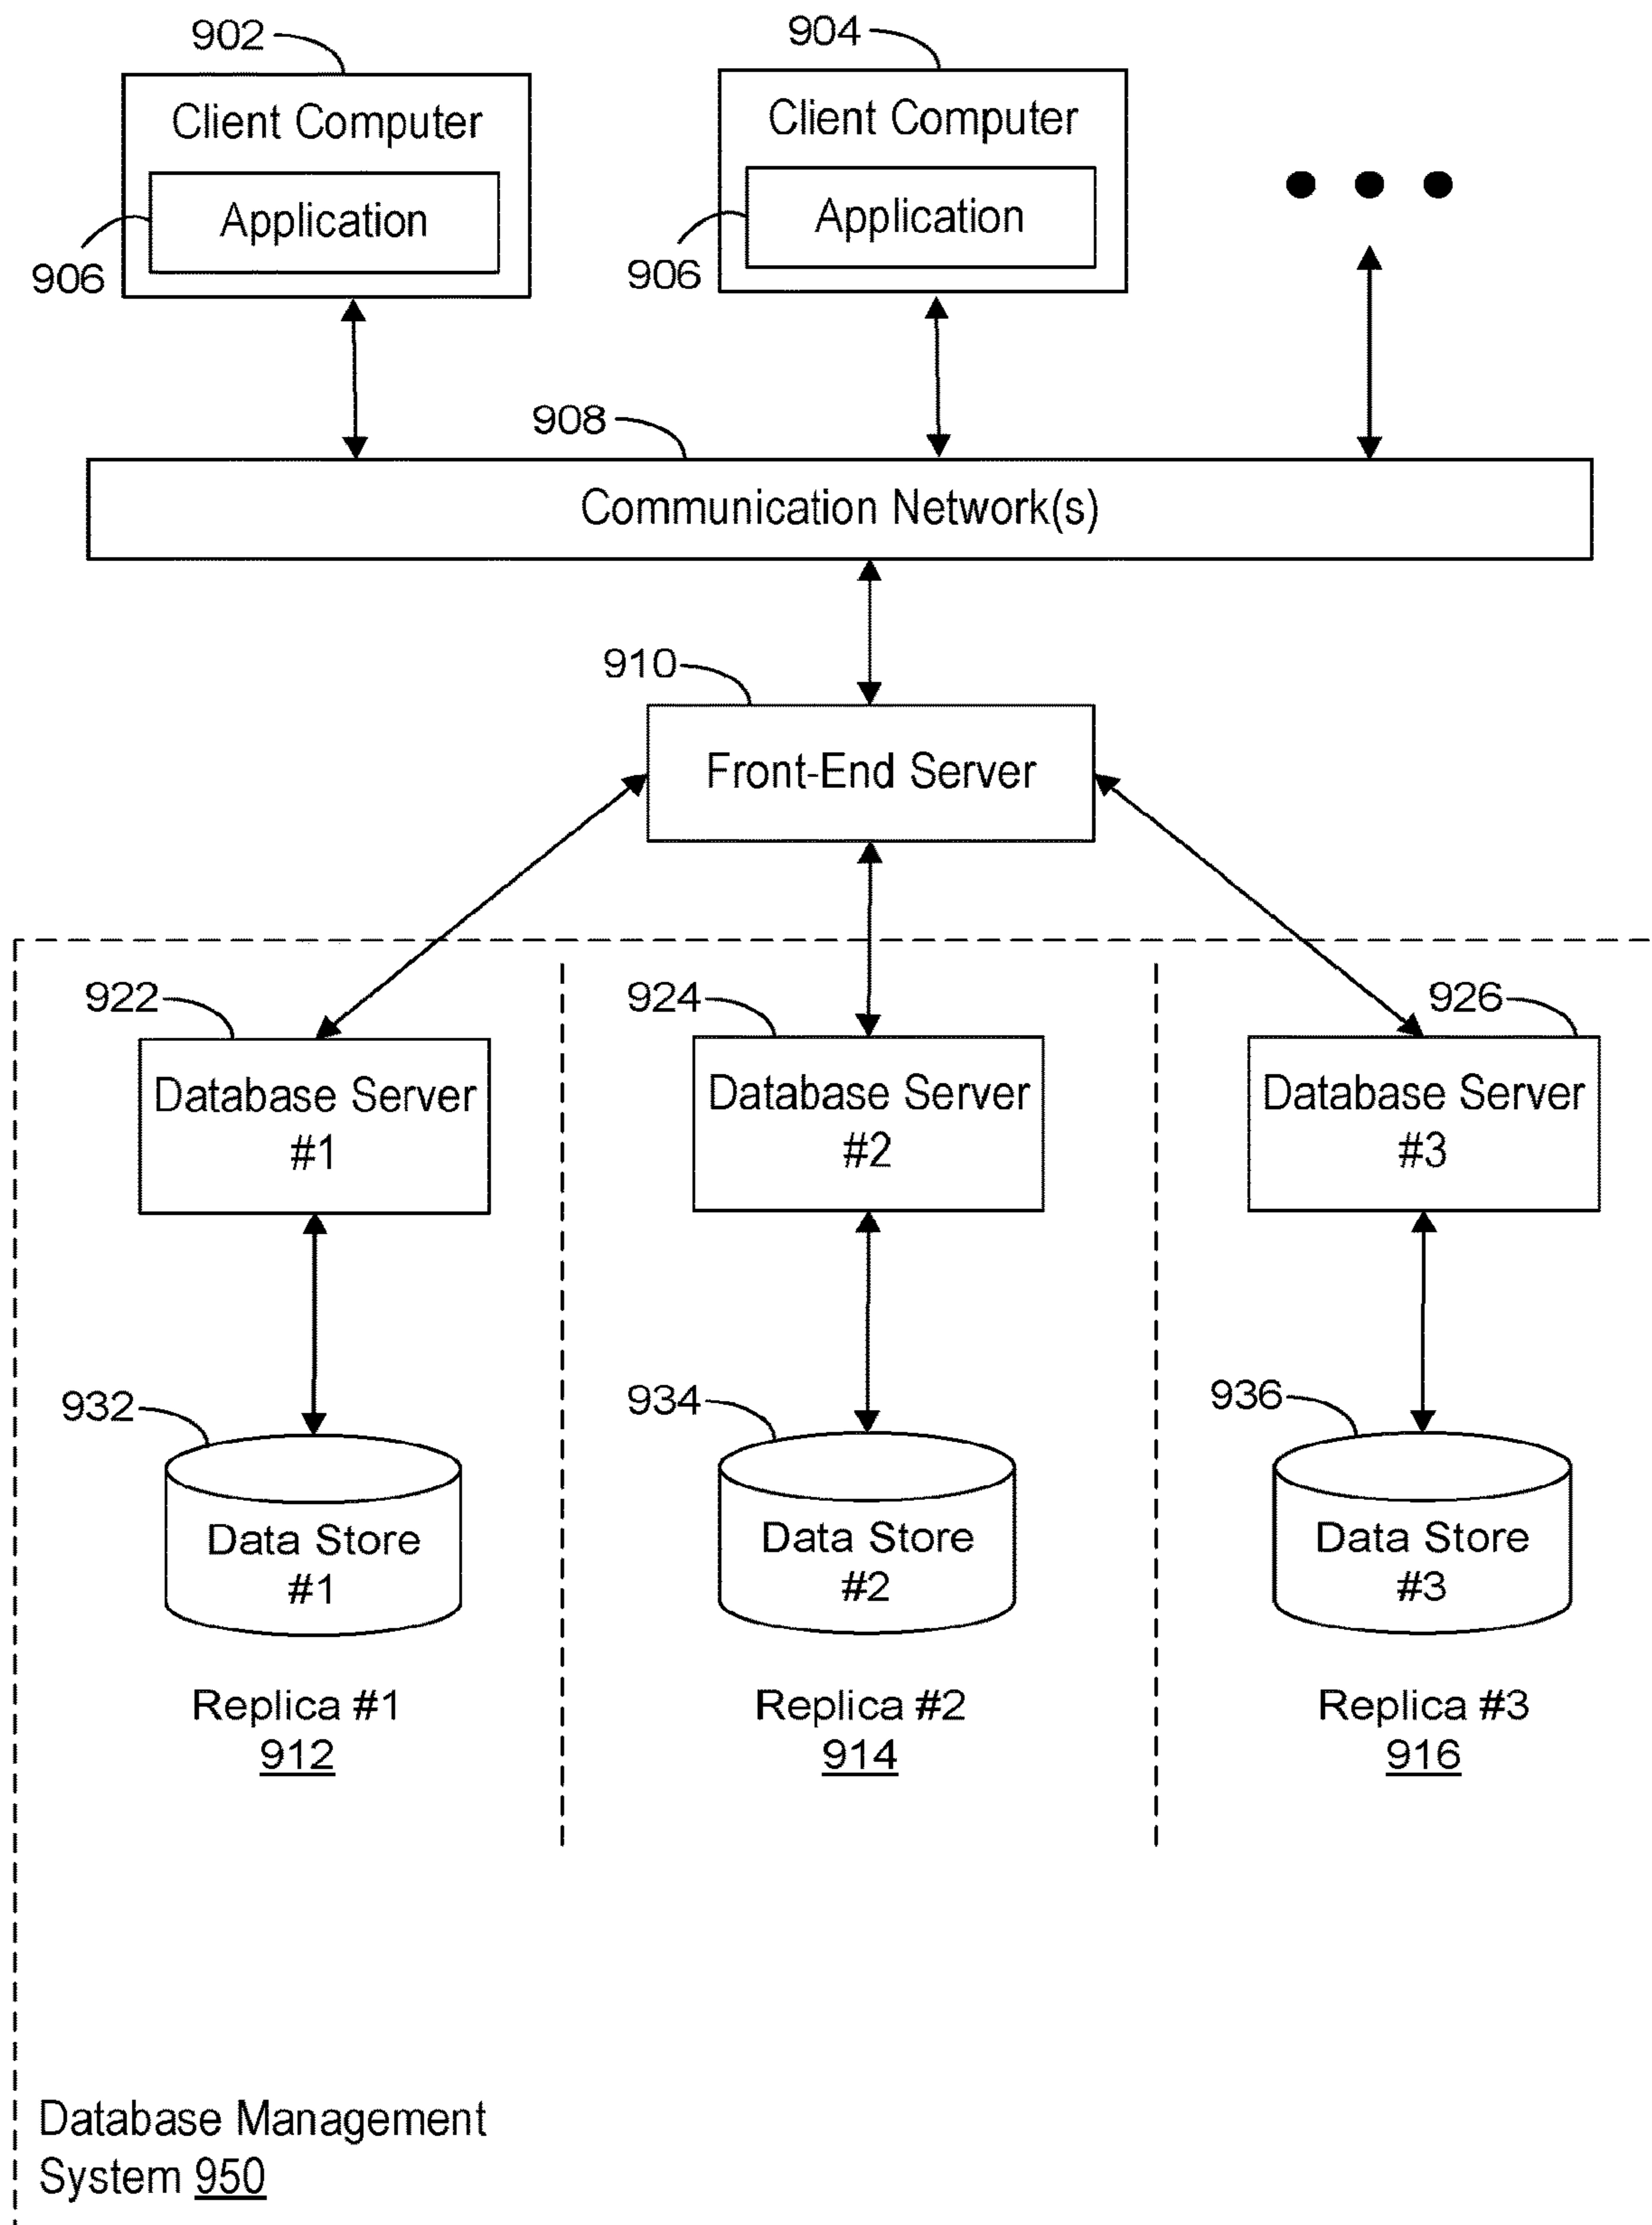 902
904
Client Computer
Client Computer
Application
Application
906
906
908
Communication Network(s)
910
Front-End Server
922
924
926
Database Server
#1
Database Server
#2
Database Server
#3
932
934
936
Data Store
#1
Data Store
#2
Data Store
#3
Replica #1
912
Replica #2
914
Replica #3
916
Database Management
System 950